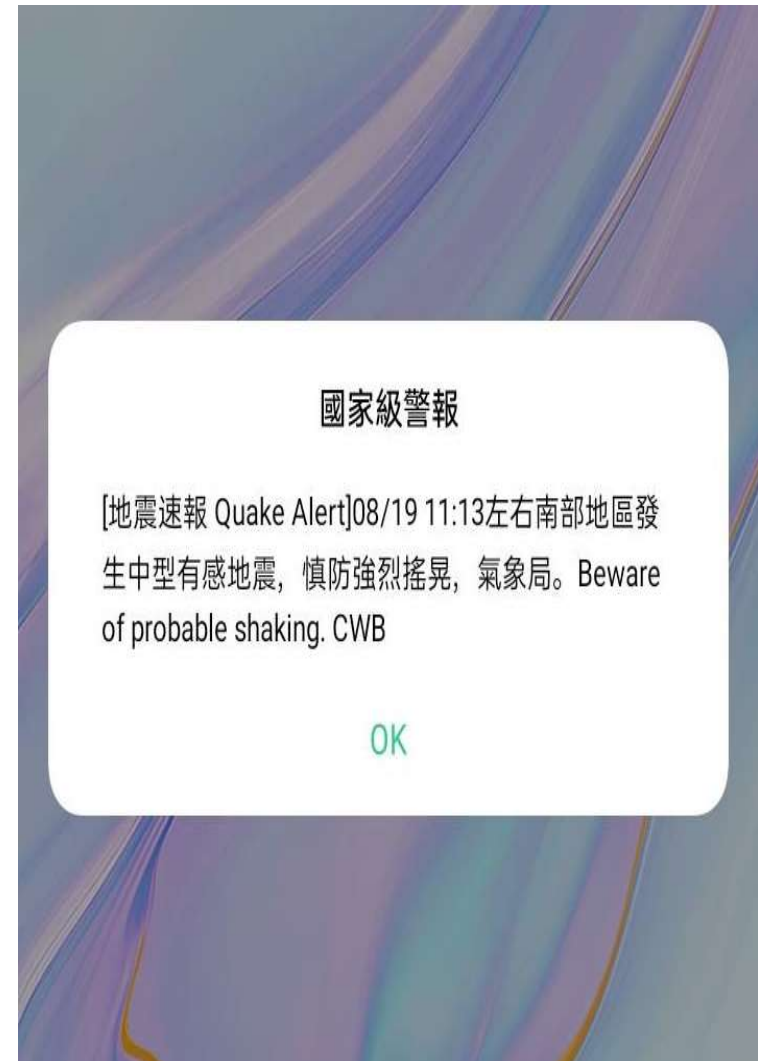 國家級警報
[地震速報 Quake Alert]08/19 11:13左右南部地區發
生中型有感地震，慎防強烈搖晃，氣象局。Beware
of probable shaking. CWB
OK